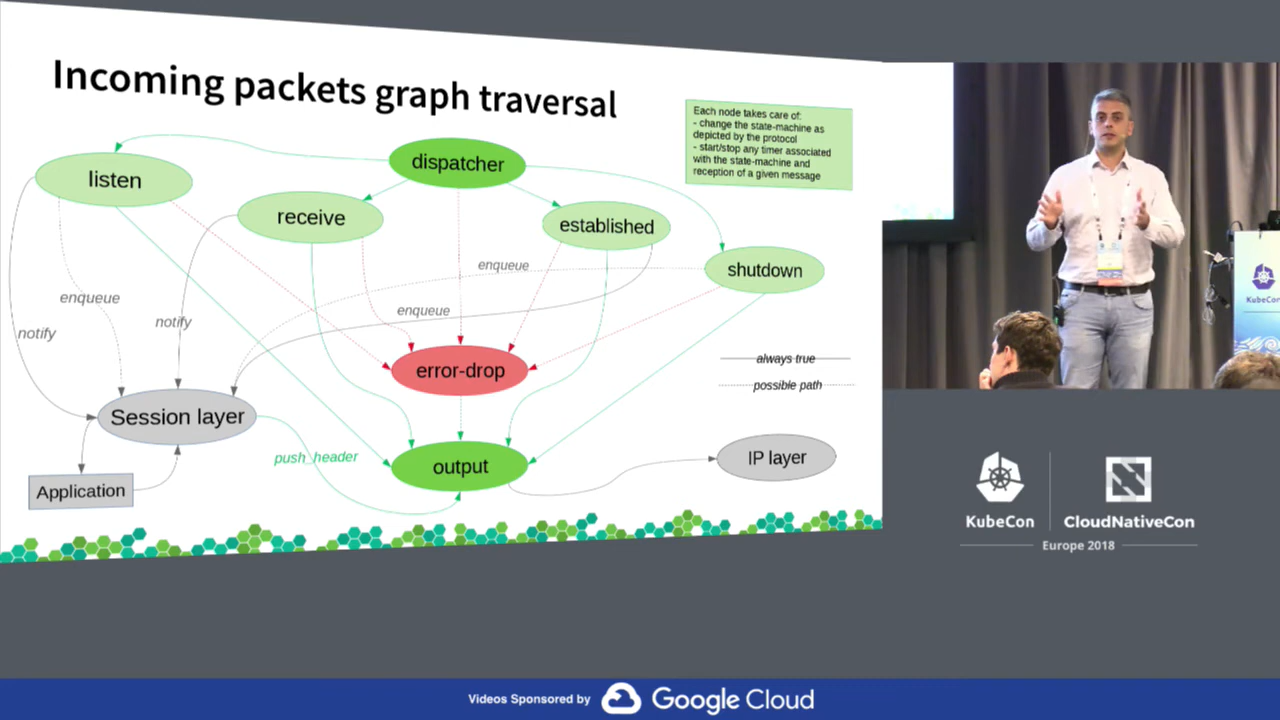 Incoming packets graph traversal
Each node takes care of:
- change the state-machine as
depicted by the protocol
- start/stop any timer associated
with the state-machine and
reception of a given message
dispatcher
listen
receive
established
shutdown
enqueue
enqueue
enqueue
notify
notify
error-drop
always true
possible path
Session layer
push_header
output
IP layer
Application
KubeCon
KubeCon
CloudNativeCon
Europe 2018
Videos Sponsored by
Google Cloud